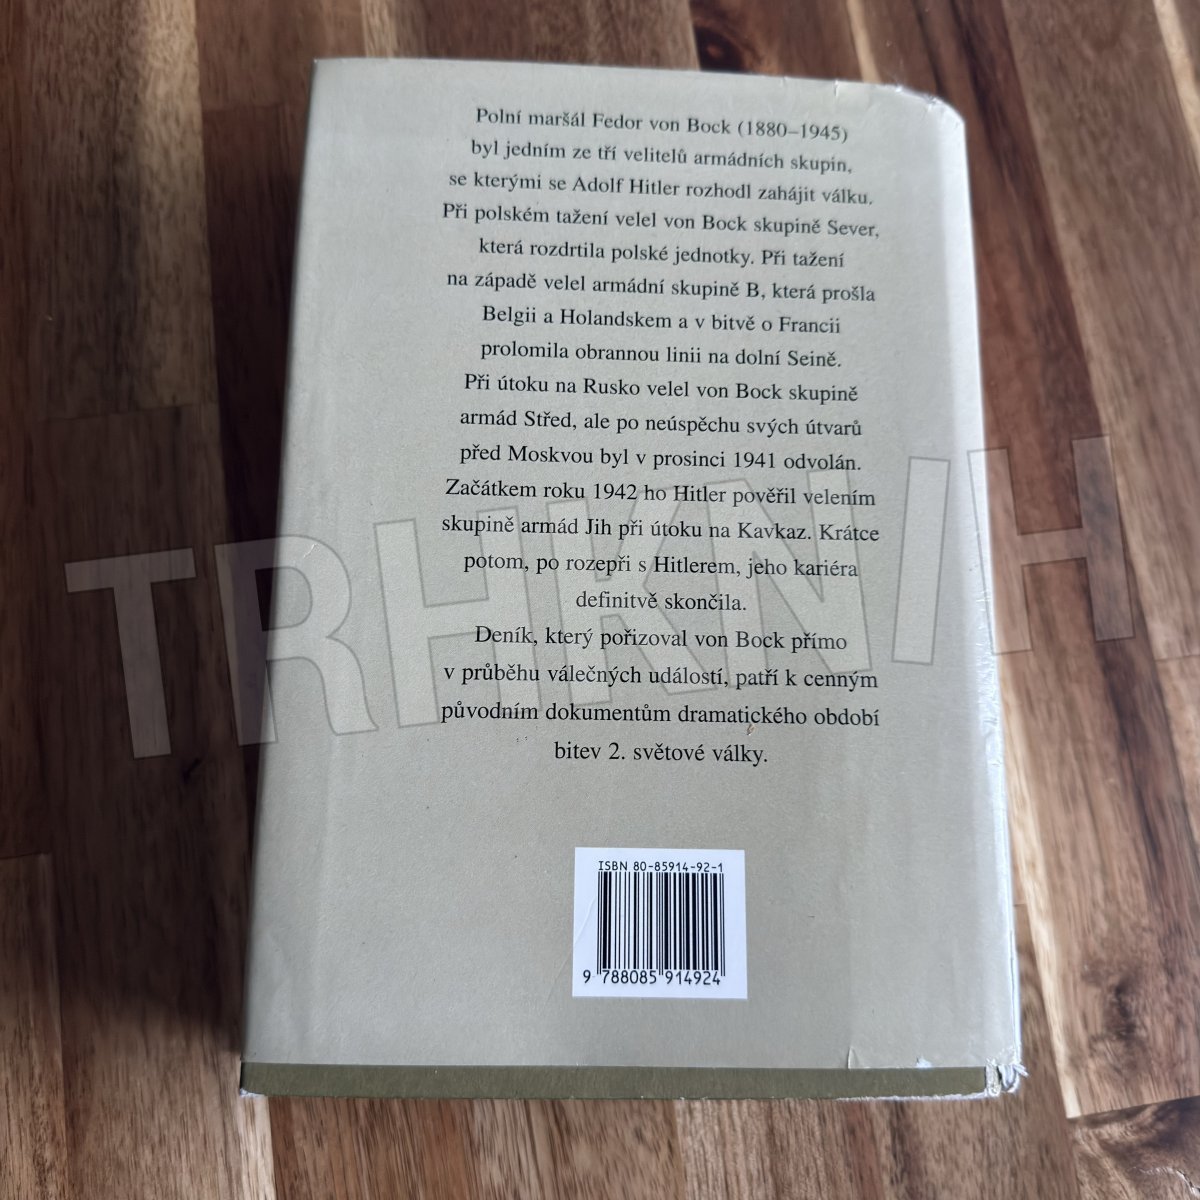 Polní maršál Fedor von Bock (1880–1945)
byl jedním ze tří velitelů armádních skupin,
se kterými se Adolf Hitler rozhodl zahájit válku.
Při polském tažení velel von Bock skupině Sever,
která rozdrtila polské jednotky. Při tažení
na západě velel armádní skupině B, která prošla
Belgii a Holandskem a v bitvě o Francii
prolomila obrannou linii na dolní Seině.
Při útoku na Rusko velel von Bock skupině
armád Střed, ale po neúspěchu svých útvarů
před Moskvou byl v prosinci 1941 odvolán.
Začátkem roku 1942 ho Hitler pověřil velením
skupině armád Jih při útoku na Kavkaz. Krátce
potom, po rozepři s Hitlerem, jeho kariéra
definitvě skončila.
Deník, který pořizoval von Bock přímo
v průběhu válečných událostí, patří k cenným
původním dokumentům dramatického období
bitev 2. světové války.
TRHKNIH
ISBN 80-85914-92-1
9 788085 914924